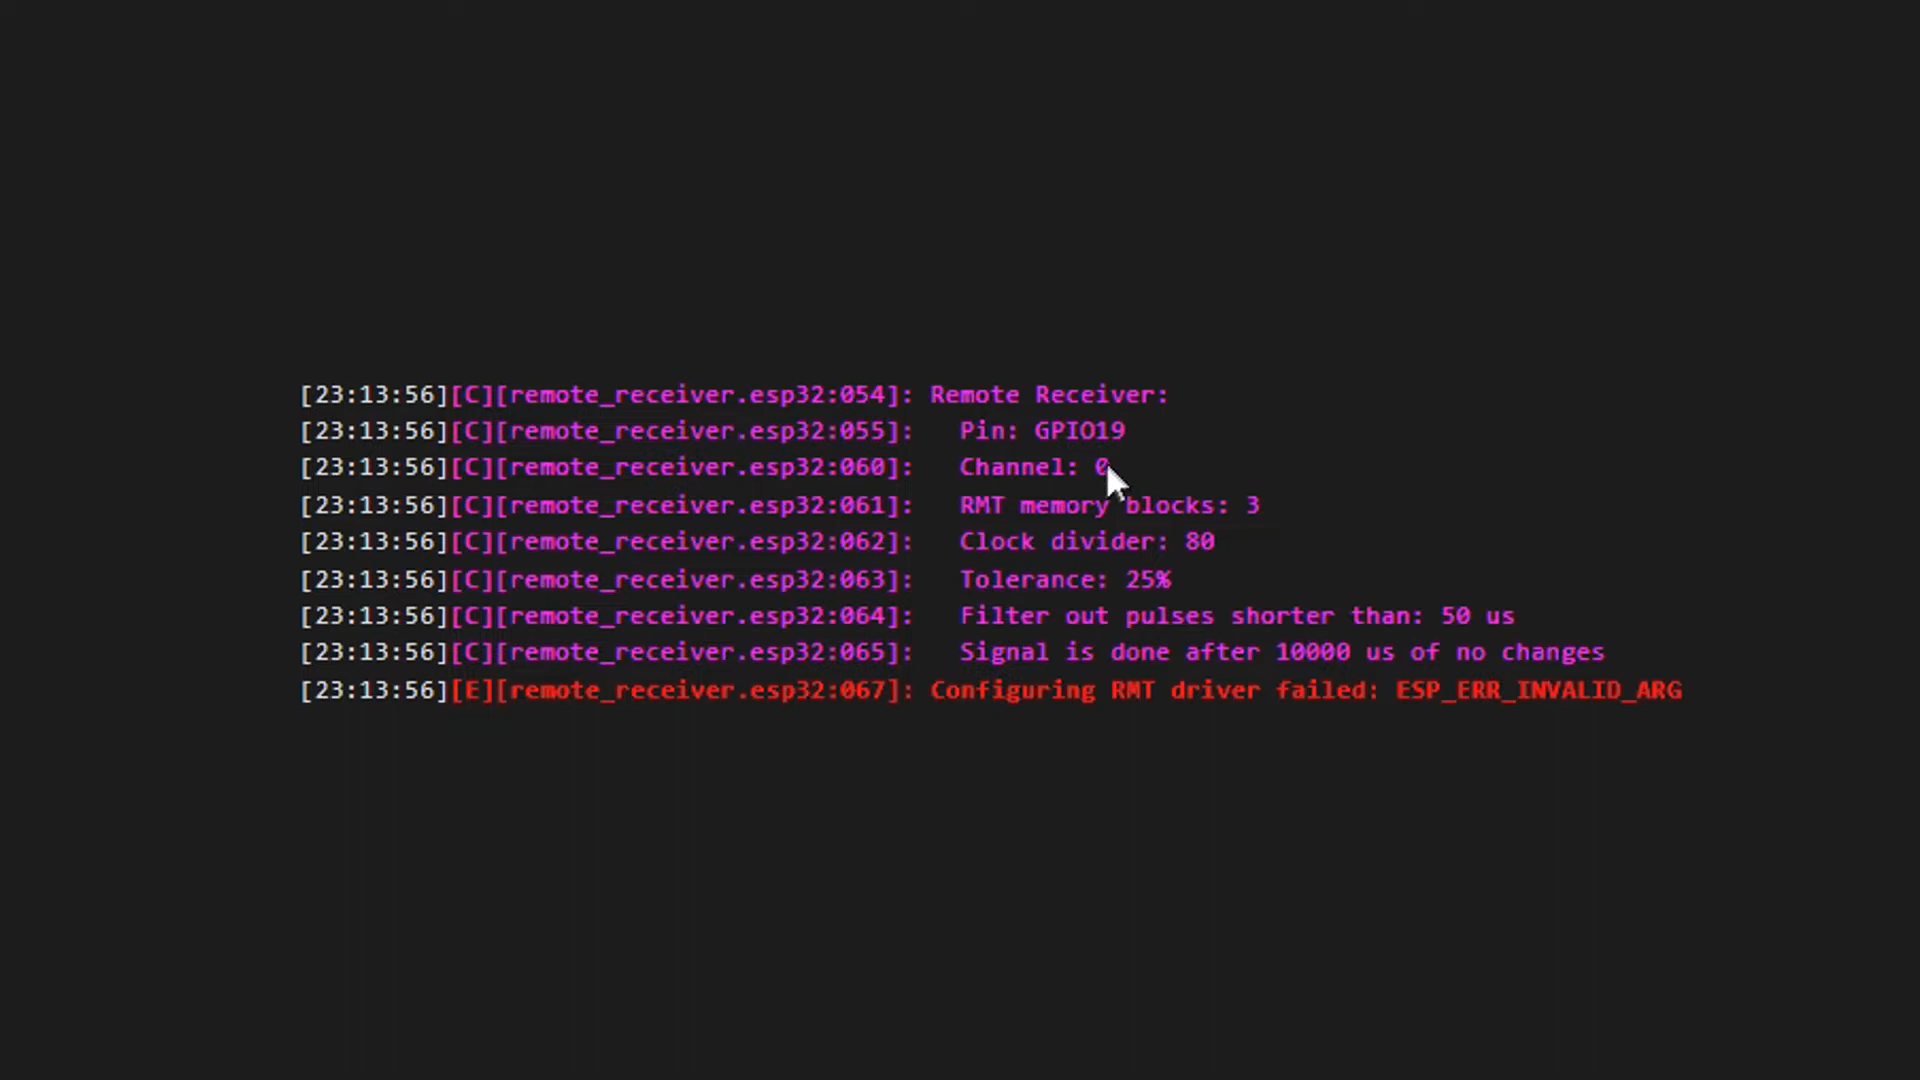 [23:13:56][C][remote_receiver.esp32:054]: Remote Receiver:
[23:13:56][C][remote_receiver.esp32:055]:   Pin: GPIO19
[23:13:56][C][remote_receiver.esp32:060]:   Channel: 0
[23:13:56][C][remote_receiver.esp32:061]:   RMT memory blocks: 3
[23:13:56][C][remote_receiver.esp32:062]:   Clock divider: 80
[23:13:56][C][remote_receiver.esp32:063]:   Tolerance: 25%
[23:13:56][C][remote_receiver.esp32:064]:   Filter out pulses shorter than: 50 us
[23:13:56][C][remote_receiver.esp32:065]:   Signal is done after 10000 us of no changes
[23:13:56][E][remote_receiver.esp32:067]: Configuring RMT driver failed: ESP_ERR_INVALID_ARG